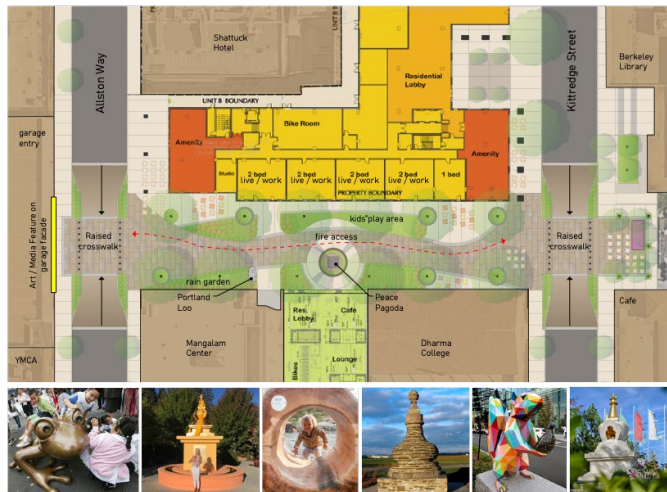 Shattuck
Hotel
Allston Way
Kittredge Street
Berkeley
Library
Residential
Lobby
UNIT B BOUNDARY
garage
entry
Bike Room
Amenity
Amenity
Studio
2 bed
live / work
2 bed
live / work
2 bed
live / work
2 bed
live / work
1 bed
PROPERTY BOUNDARY
kids' play area
fire access
Raised
crosswalk
Raised
crosswalk
Art / Media Feature on
garage facade
rain garden
Portland
Loo
Peace
Pagoda
Res.
Lobby
Cafe
Cafe
Mangalam
Center
Dharma
College
Lounge
Bikes
YMCA